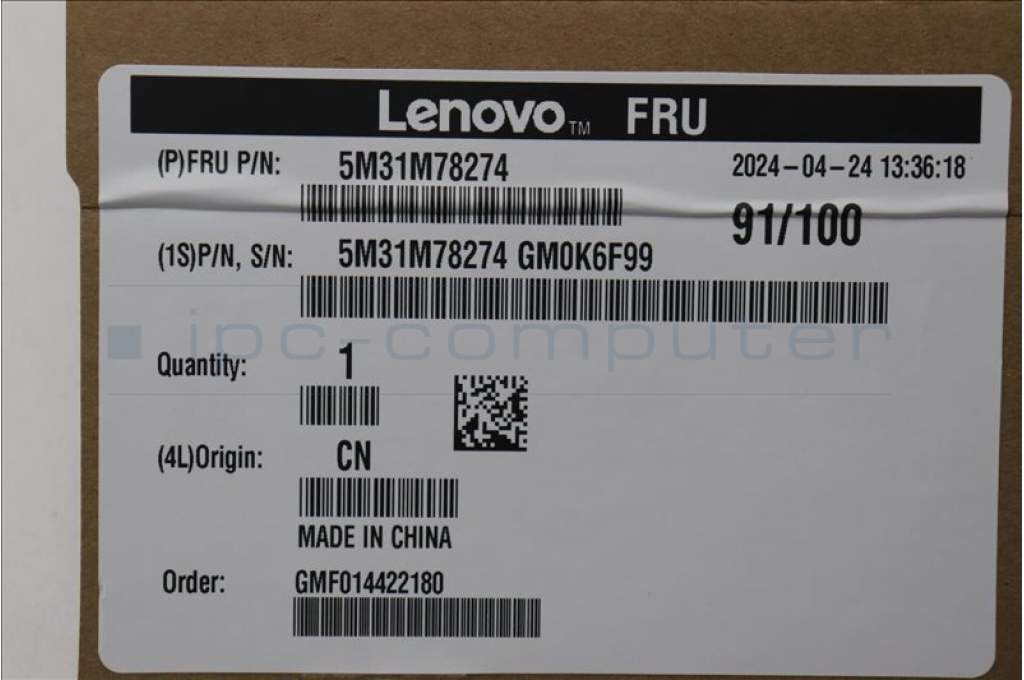 Lenovo™ FRU
(P)FRU P/N: 5M31M78274 2024-04-24 13:36:18
91/100
(1S)P/N, S/N: 5M31M78274 GM0K6F99
ipc-computer
Quantity: 1
(4L)Origin: CN
MADE IN CHINA
Order: GMF014422180